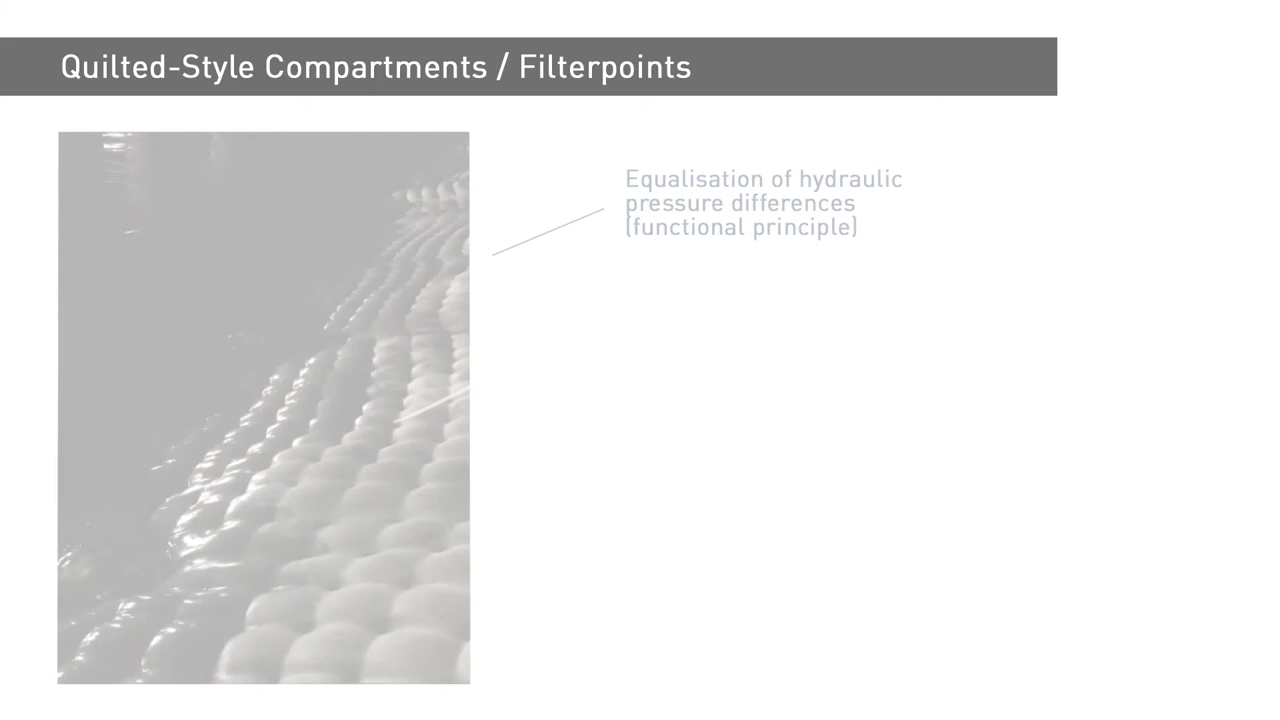 Quilted-Style Compartments / Filterpoints
Equalisation of hydraulic
pressure differences
(functional principle)